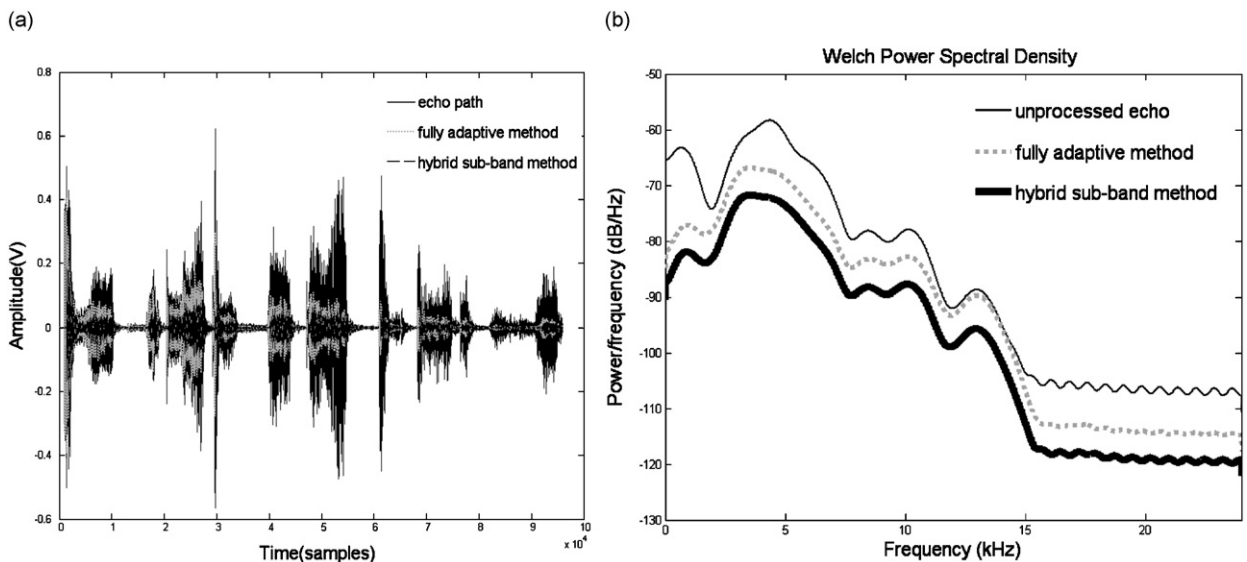 (a)
0.8
0.6
0.4
0.2
0
0.2
0.4
-0.6
Amplitude(V)
echo path
fully adaptive method
hybrid sub-band method
0 1 2 3 4 5 6 7 8 9 10
x 10^4
Time(samples)
(b)
Welch Power Spectral Density
-50
-60
-70
-80
-90
-100
-110
-120
-130
Power/frequency (dB/Hz)
unprocessed echo
fully adaptive method
hybrid sub-band method
0 5 10 15 20
Frequency (kHz)